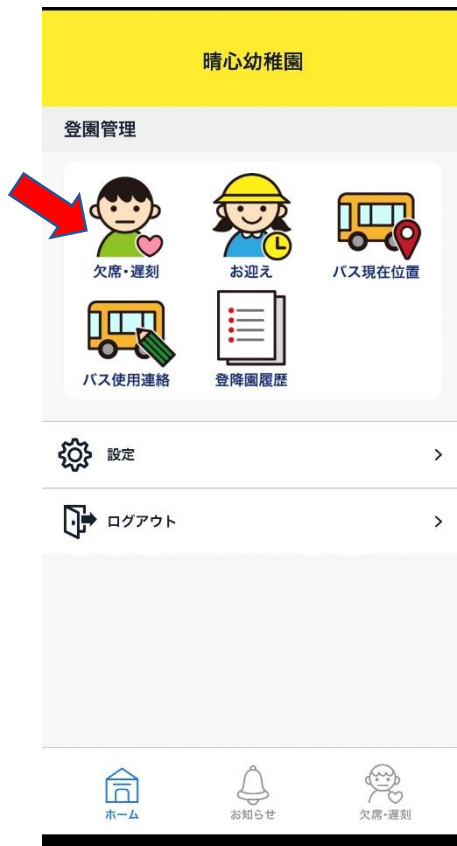 晴心幼稚園
登園管理
欠席・遅刻 お迎え バス現在位置
バス使用連絡 登降園履歴
設定
ログアウト
ホーム お知らせ 欠席・遅刻